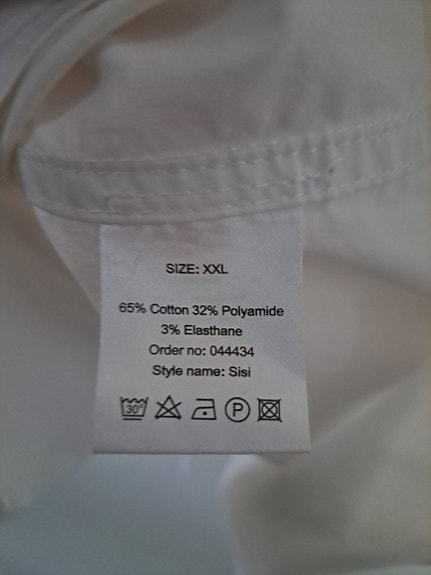 SIZE: XXL
65% Cotton 32% Polyamide
3% Elasthane
Order no: 044434
Style name: Sisi
30° P